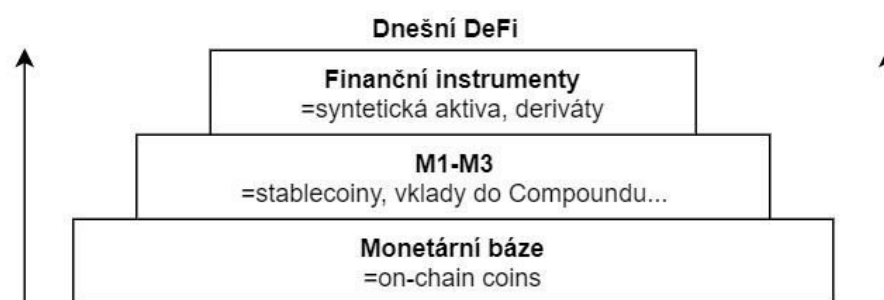 Dnešní DeFi
Finanční instrumenty
=syntetická aktiva, deriváty
M1-M3
=stablecoiny, vklady do Compoundu...
Monetární báze
=on-chain coins